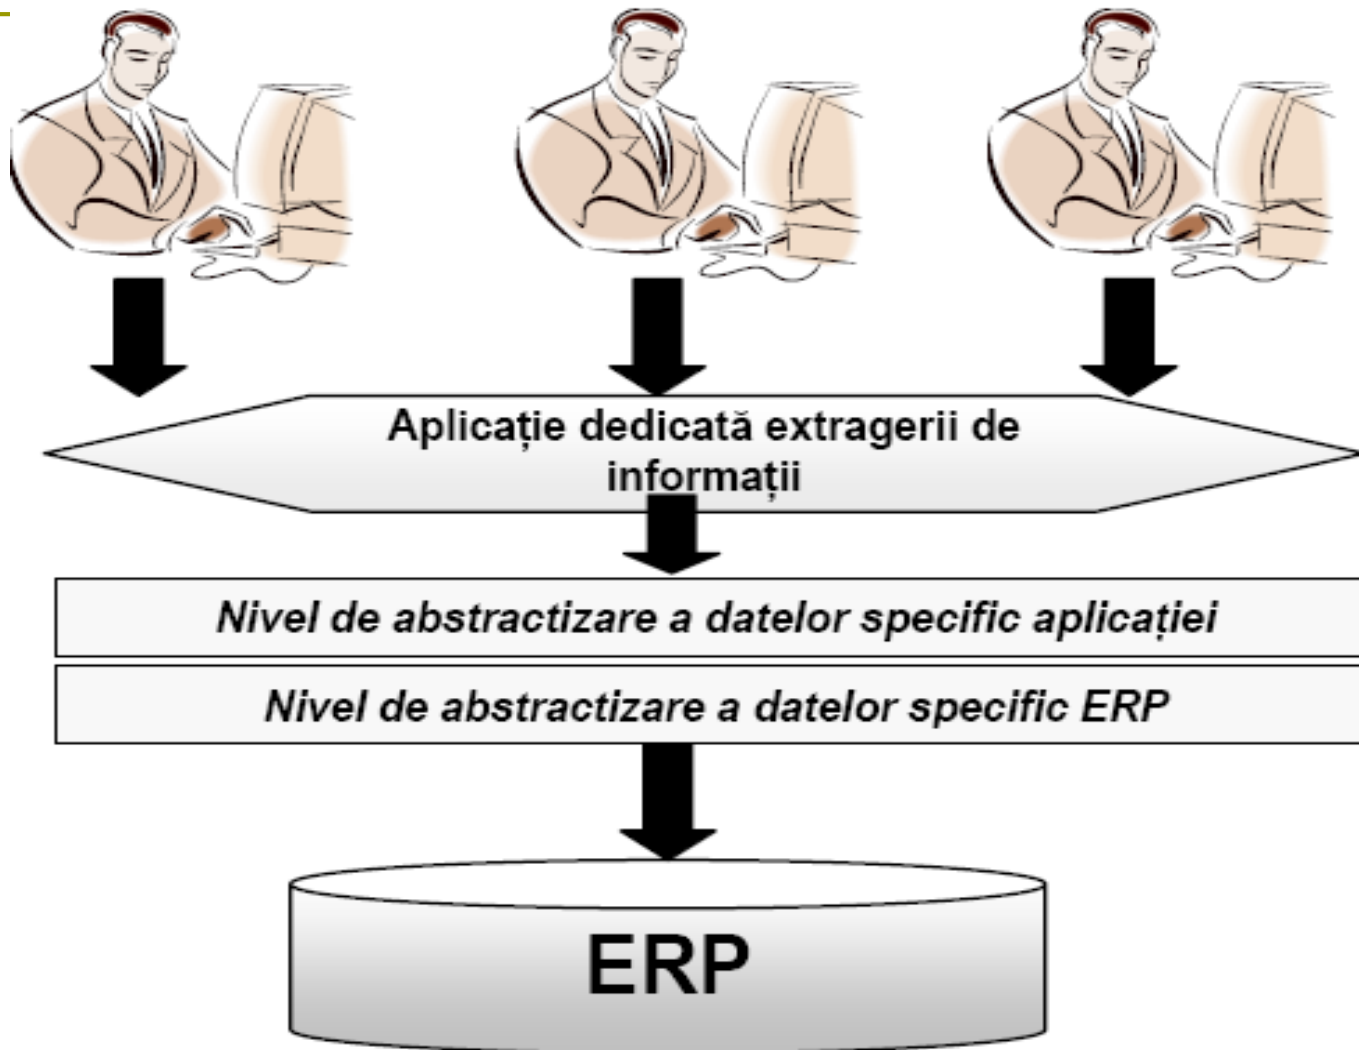 Aplicație dedicată extragerii de
informații
Nivel de abstractizare a datelor specific aplicației
Nivel de abstractizare a datelor specific ERP
ERP